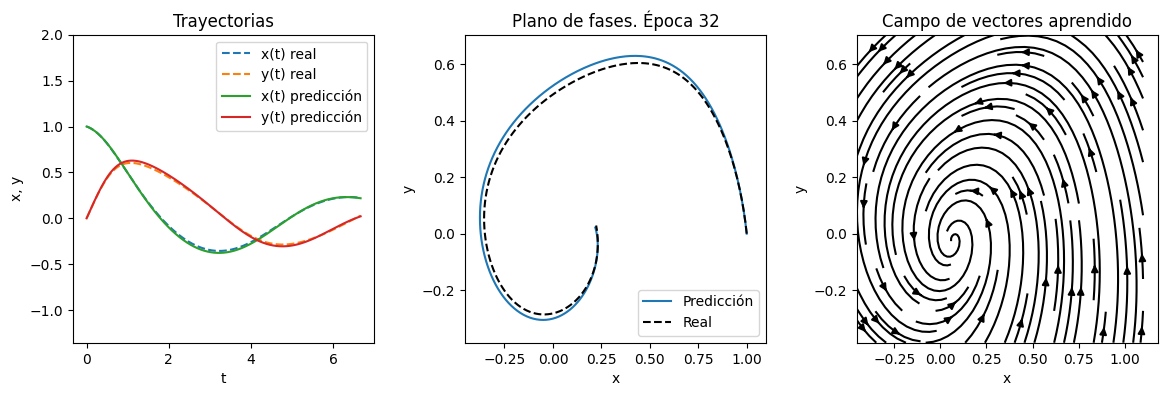 Trayectorias
2.0
1.5
1.0
0.5
0.0
−0.5
−1.0
x, y
0
2
4
6
t
x(t) real
y(t) real
x(t) predicción
y(t) predicción
Plano de fases. Época 32
0.6
0.4
0.2
0.0
−0.2
y
−0.25
0.00
0.25
0.50
0.75
1.00
x
Predicción
Real
Campo de vectores aprendido
0.6
0.4
0.2
0.0
−0.2
y
−0.25
0.00
0.25
0.50
0.75
1.00
x